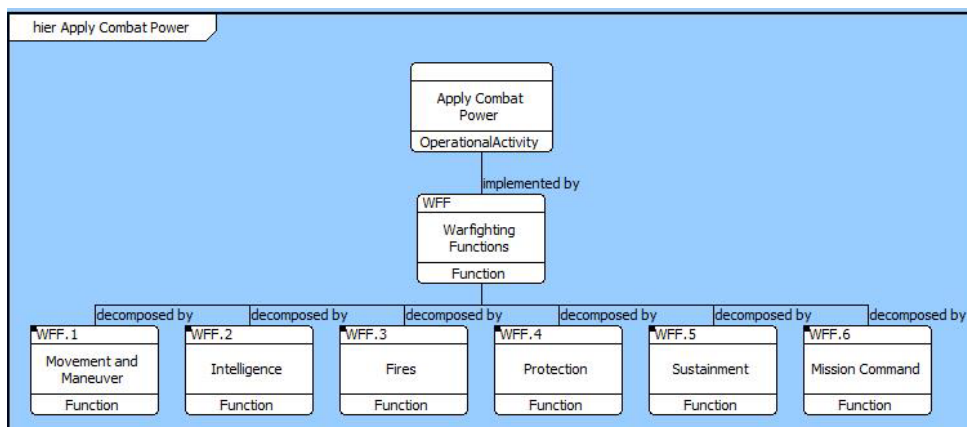 hier Apply Combat Power
Apply Combat
Power
OperationalActivity
implemented by
WFF
Warfighting
Functions
Function
decomposed by decomposed by decomposed by decomposed by decomposed by decomposed by
WFF.1 WFF.2 WFF.3 WFF.4 WFF.5 WFF.6
Movement and
Maneuver Intelligence Fires Protection Sustainment Mission Command
Function Function Function Function Function Function